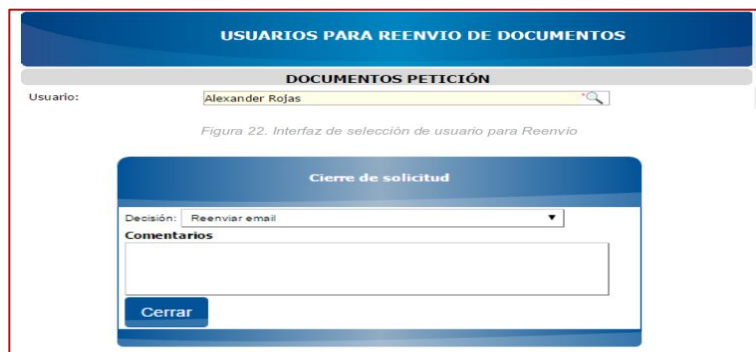 USUARIOS PARA REENVIO DE DOCUMENTOS
DOCUMENTOS PETICIÓN
Usuario: Alexander Rojas *
Figura 22. Interfaz de selección de usuario para Reenvío
Cierre de solicitud
Decisión: Reenviar email
Comentarios
Cerrar